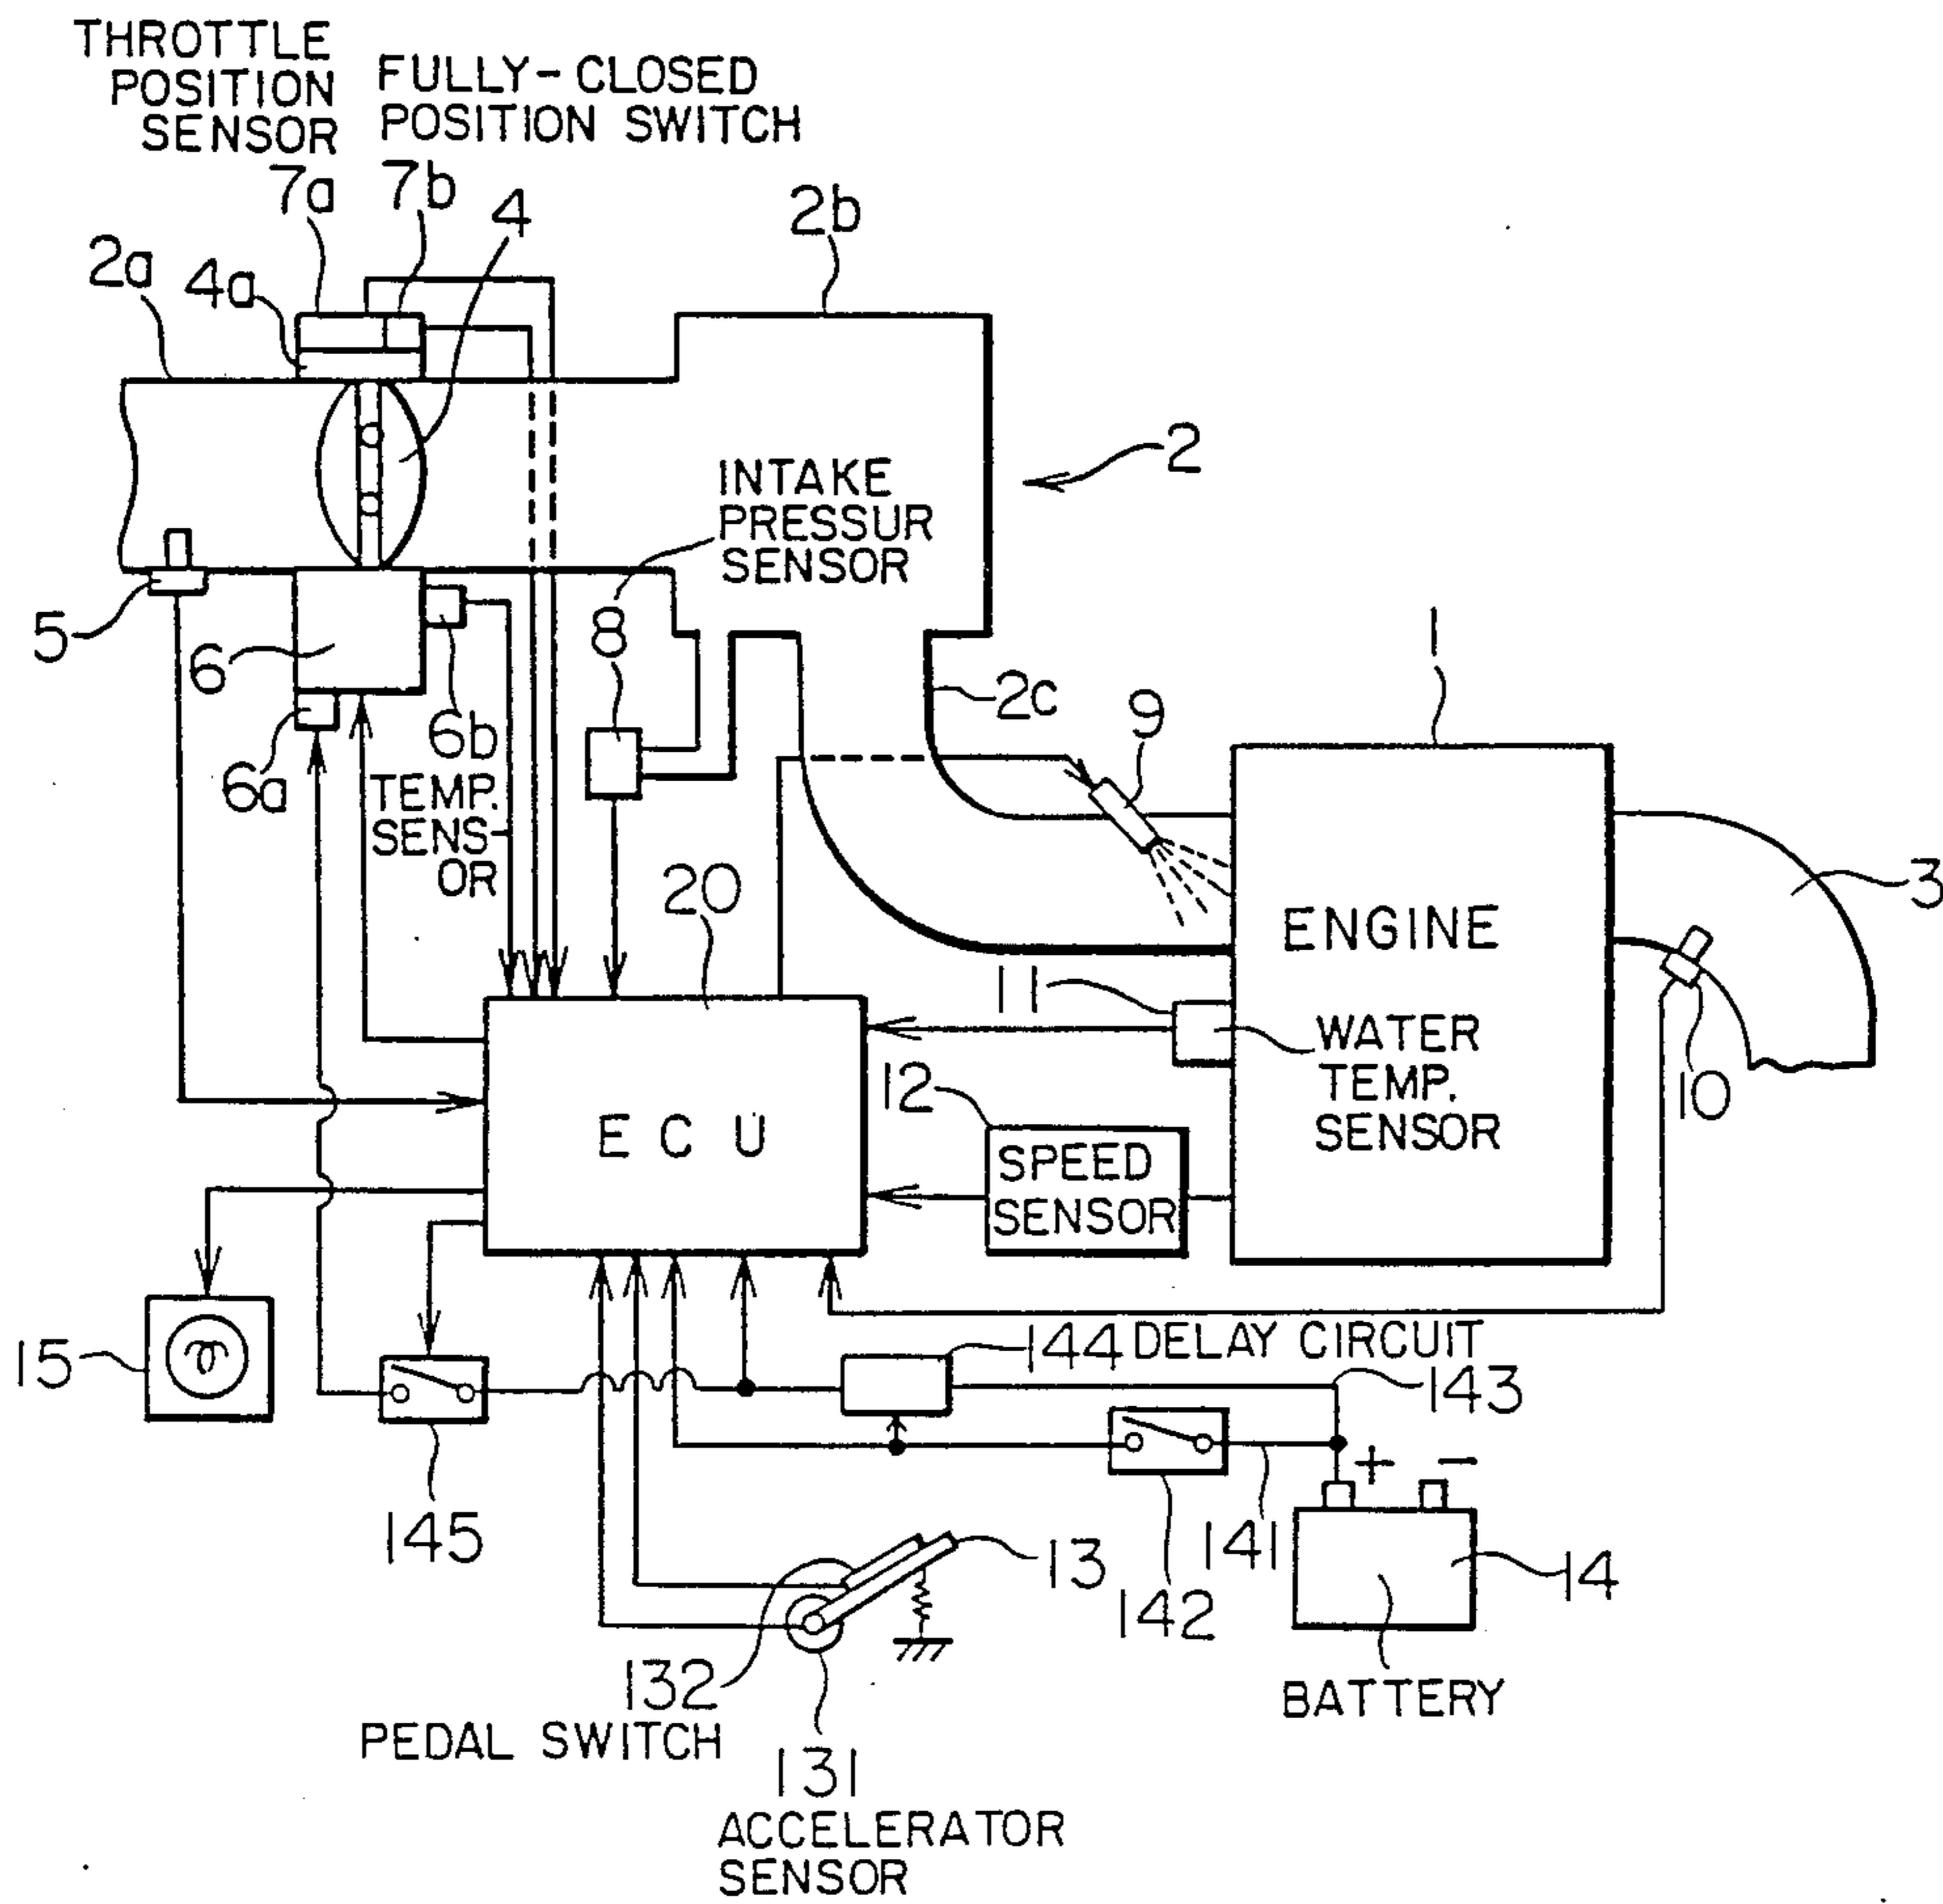 THROTTLE
POSITION
SENSOR
FULLY-CLOSED
POSITION SWITCH
7a
7b
4
2b
2a
4a
2
INTAKE
PRESSUR
SENSOR
5
6
8
1
2c
9
6b
6a
TEMP.
SENS-
OR
20
3
ENGINE
11
WATER
TEMP.
SENSOR
10
12
ECU
SPEED
SENSOR
15
144 DELAY CIRCUIT
143
+ -
145
141
13
142
14
132
PEDAL SWITCH
BATTERY
131
ACCELERATOR
SENSOR